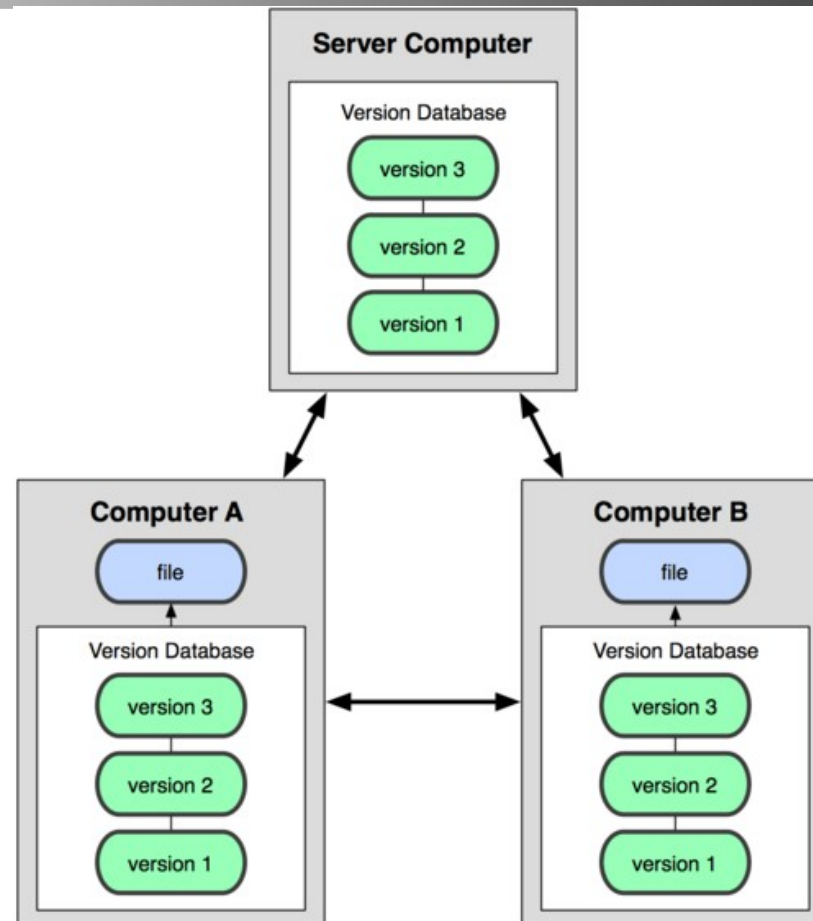 Server Computer
Version Database
version 3
version 2
version 1
Computer A
file
Version Database
version 3
version 2
version 1
Computer B
file
Version Database
version 3
version 2
version 1